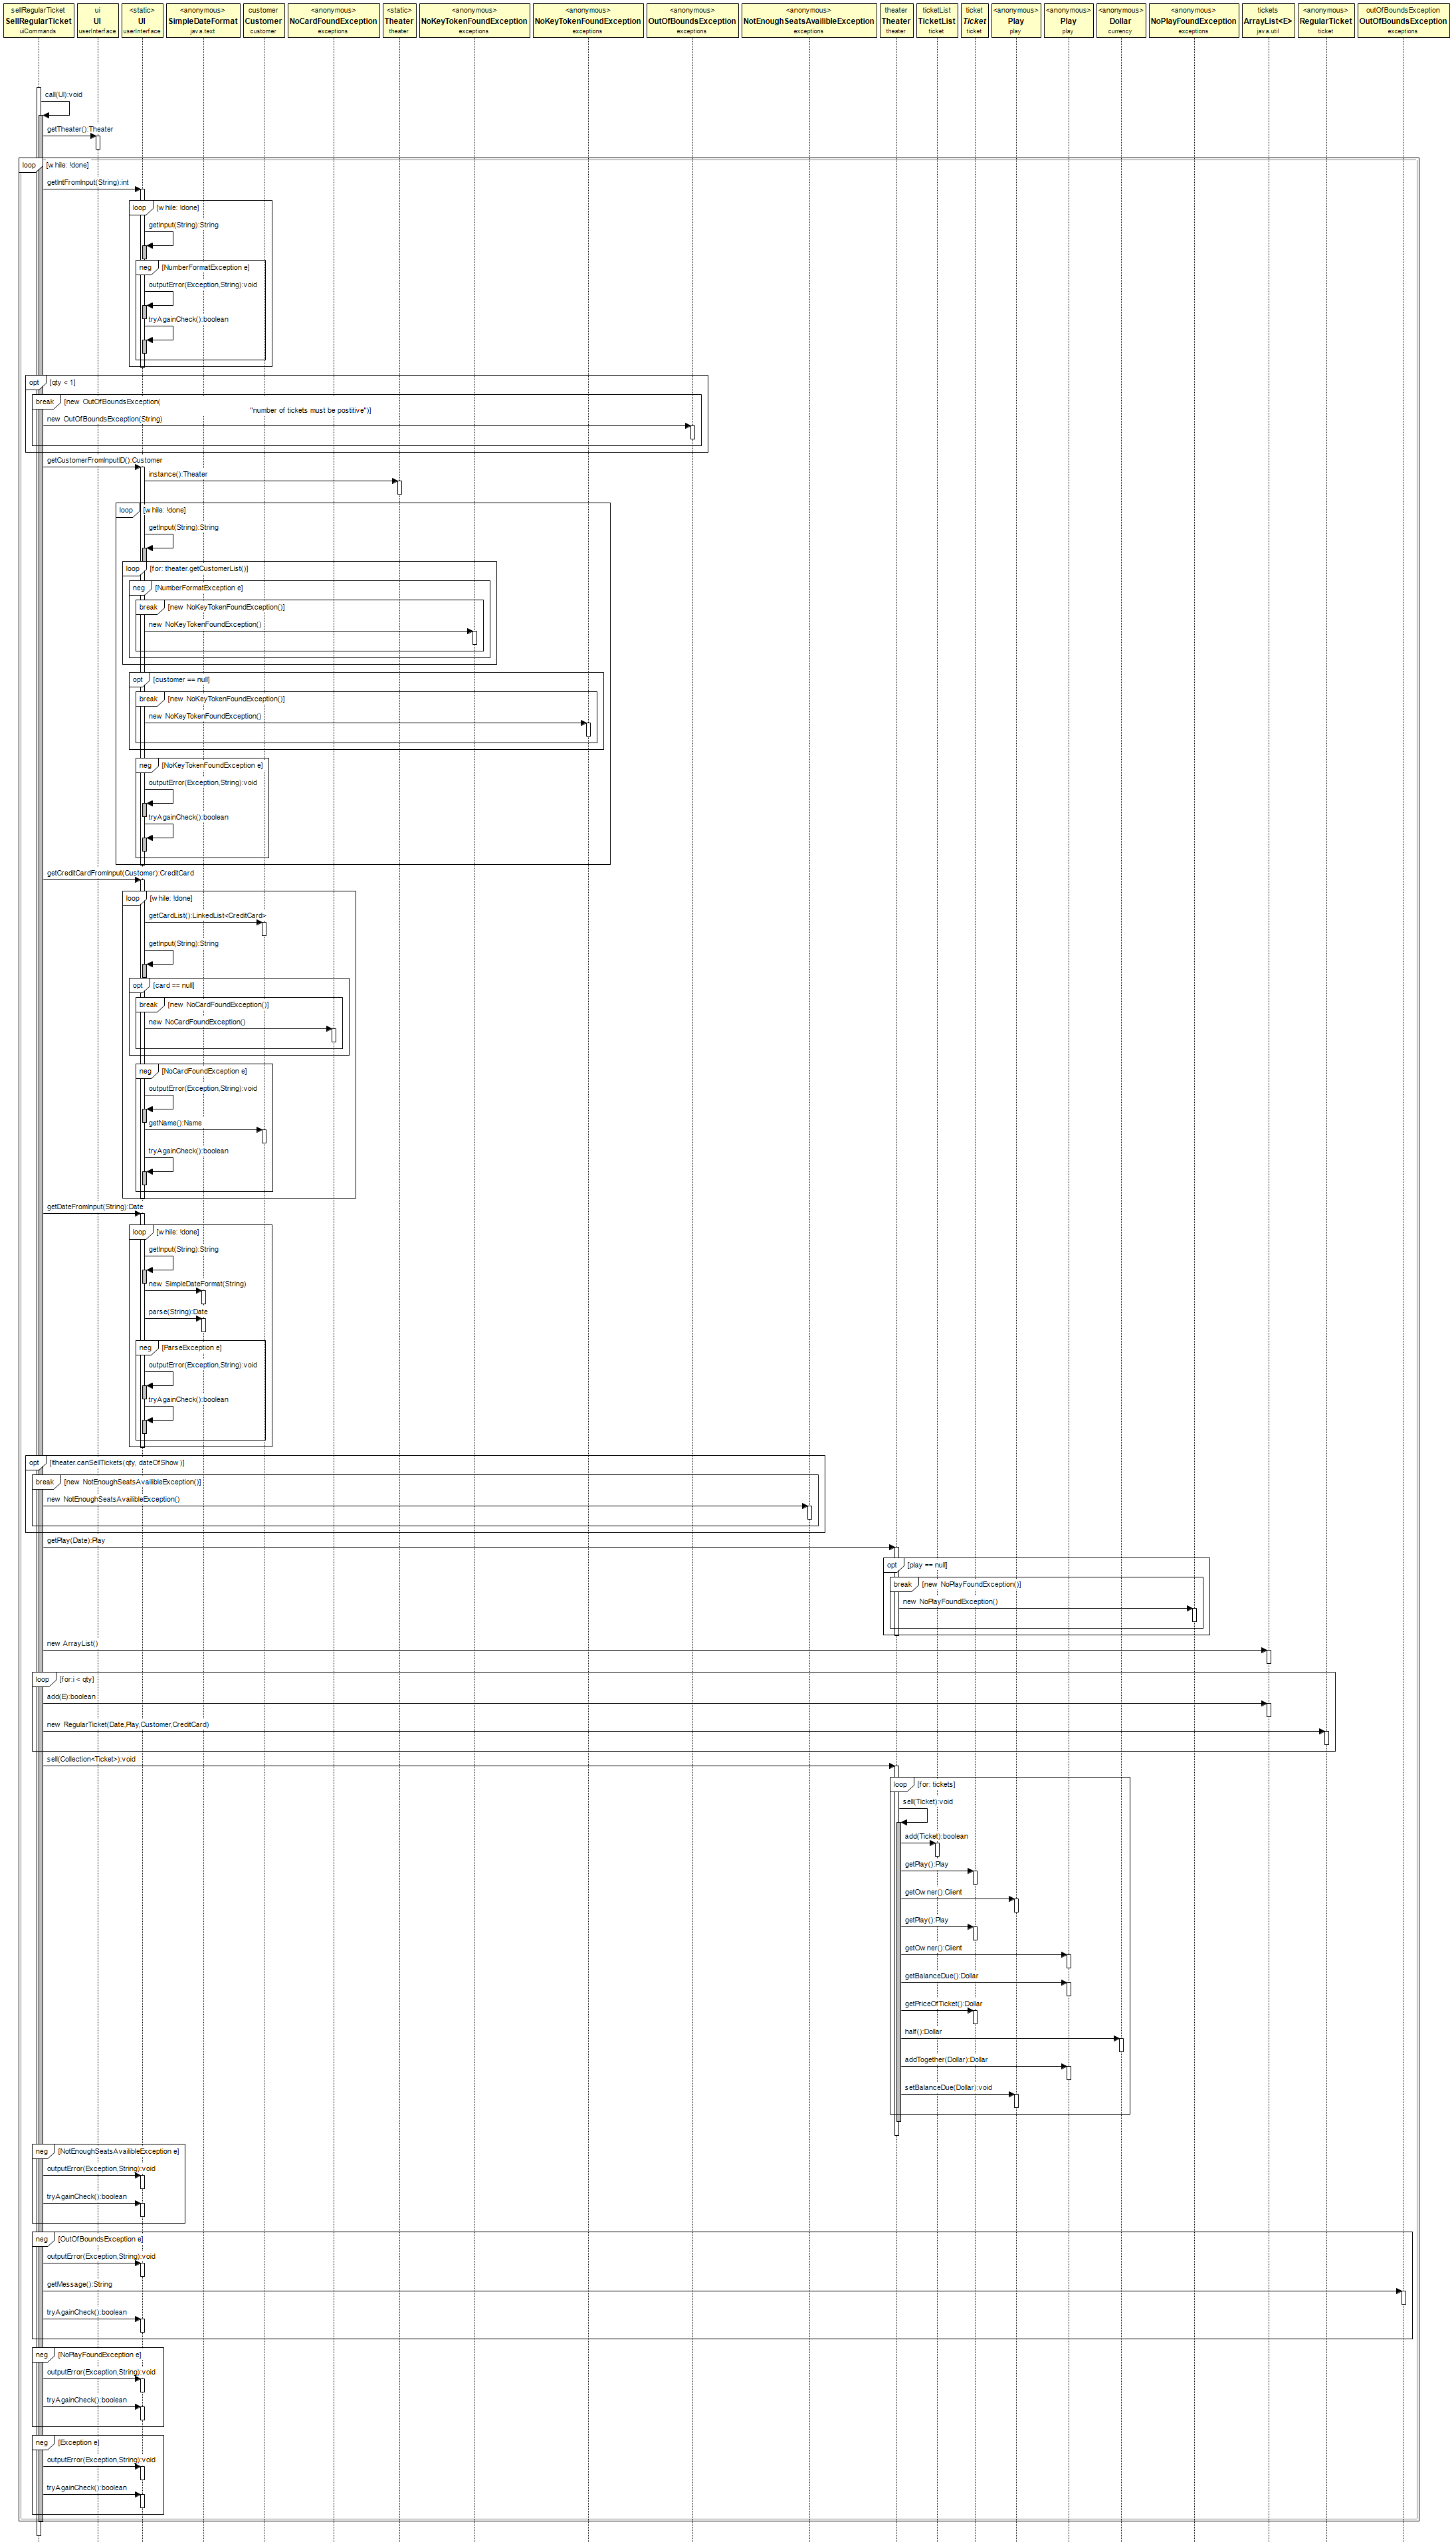 sellRegularTicket
SellRegularTicket
uiCommands
ui
UI
userInterface
<static>
UI
userInterface
<anonymous>
SimpleDateFormat
java.text
customer
Customer
customer
<anonymous>
NoCardFoundException
exceptions
<static>
Theater
theater
<anonymous>
NoKeyTokenFoundException
exceptions
<anonymous>
NoKeyTokenFoundException
exceptions
<anonymous>
OutOfBoundsException
exceptions
<anonymous>
NotEnoughSeatsAvailibleException
exceptions
theater
Theater
theater
ticketList
TicketList
ticket
ticket
Ticket
ticket
<anonymous>
Play
play
<anonymous>
Play
play
<anonymous>
Dollar
currency
<anonymous>
NoPlayFoundException
exceptions
tickets
ArrayList<E>
java.util
<anonymous>
RegularTicket
ticket
outOfBoundsException
OutOfBoundsException
exceptions
call(UI):void
getTheater():Theater
loop [while: !done]
getIntFromInput(String):int
loop [while: !done]
getInput(String):String
neg [NumberFormatException e]
outputError(Exception,String):void
tryAgainCheck():boolean
opt [qty < 1]
break [new OutOfBoundsException(
"number of tickets must be postitive")]
new OutOfBoundsException(String)
getCustomerFromInputID():Customer
instance():Theater
loop [while: !done]
getInput(String):String
loop [for: theater.getCustomerList()]
neg [NumberFormatException e]
break [new NoKeyTokenFoundException()]
new NoKeyTokenFoundException()
opt [customer == null]
break [new NoKeyTokenFoundException()]
new NoKeyTokenFoundException()
neg [NoKeyTokenFoundException e]
outputError(Exception,String):void
tryAgainCheck():boolean
getCreditCardFromInput(Customer):CreditCard
loop [while: !done]
getCardList():LinkedList<CreditCard>
getInput(String):String
opt [card == null]
break [new NoCardFoundException()]
new NoCardFoundException()
neg [NoCardFoundException e]
outputError(Exception,String):void
getName():Name
tryAgainCheck():boolean
getDateFromInput(String):Date
loop [while: !done]
getInput(String):String
new SimpleDateFormat(String)
parse(String):Date
neg [ParseException e]
outputError(Exception,String):void
tryAgainCheck():boolean
opt [!theater.canSellTickets(qty, dateOfShow)]
break [new NotEnoughSeatsAvailibleException()]
new NotEnoughSeatsAvailibleException()
getPlay(Date):Play
opt [play == null]
break [new NoPlayFoundException()]
new NoPlayFoundException()
new ArrayList()
loop [for:i < qty]
add(E):boolean
new RegularTicket(Date,Play,Customer,CreditCard)
sell(Collection<Ticket>):void
loop [for: tickets]
sell(Ticket):void
add(Ticket):boolean
getPlay():Play
getOwner():Client
getPlay():Play
getOwner():Client
getBalanceDue():Dollar
getPriceOfTicket():Dollar
half():Dollar
addTogether(Dollar):Dollar
setBalanceDue(Dollar):void
neg [NotEnoughSeatsAvailibleException e]
outputError(Exception,String):void
tryAgainCheck():boolean
neg [OutOfBoundsException e]
outputError(Exception,String):void
getMessage():String
tryAgainCheck():boolean
neg [NoPlayFoundException e]
outputError(Exception,String):void
tryAgainCheck():boolean
neg [Exception e]
outputError(Exception,String):void
tryAgainCheck():boolean